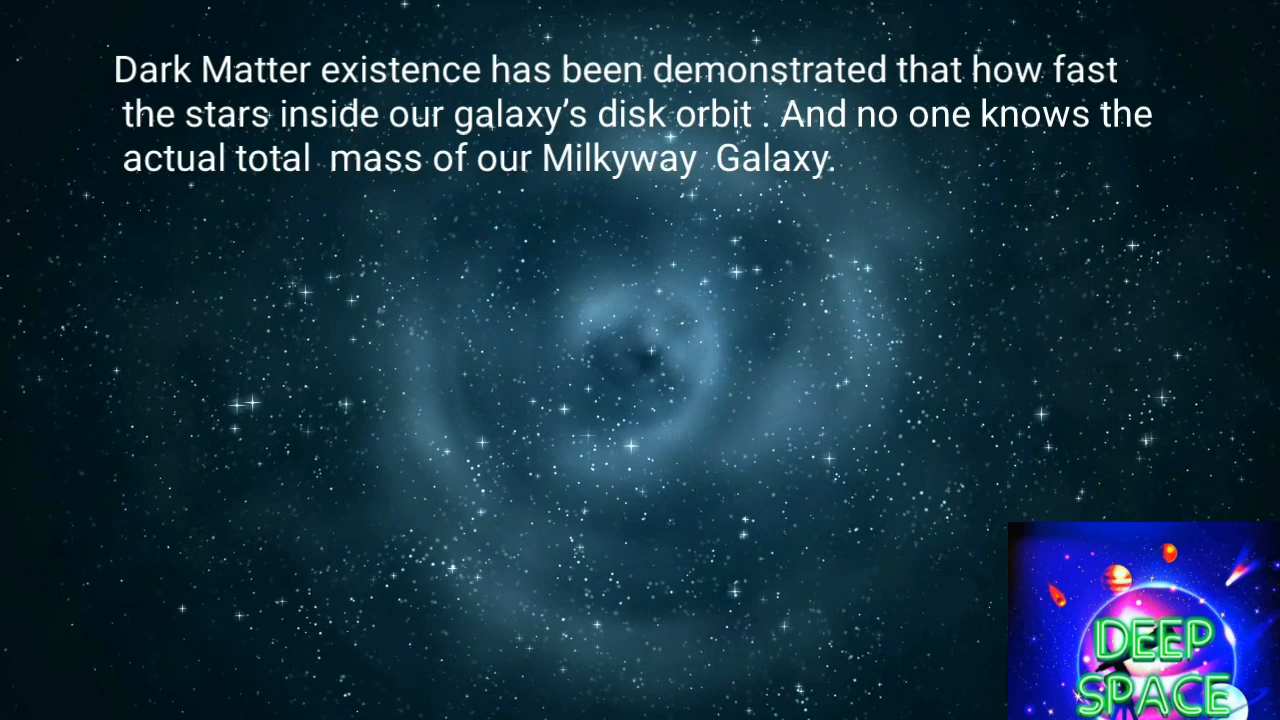 Dark Matter existence has been demonstrated that how fast
the stars inside our galaxy’s disk orbit . And no one knows the
actual total  mass of our Milkyway  Galaxy.
DEEP
SPACE